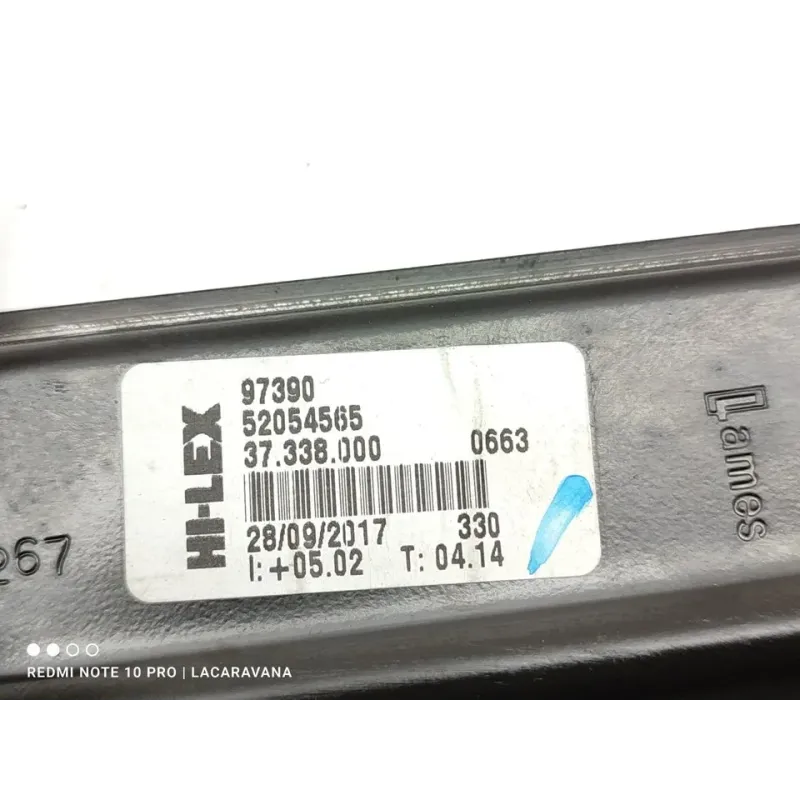 HI-LEX
97390
52054565
37.338.000 0663
28/09/2017 330
I:+05.02 T: 04.14
Lames
267
REDMI NOTE 10 PRO | LACARAVANA